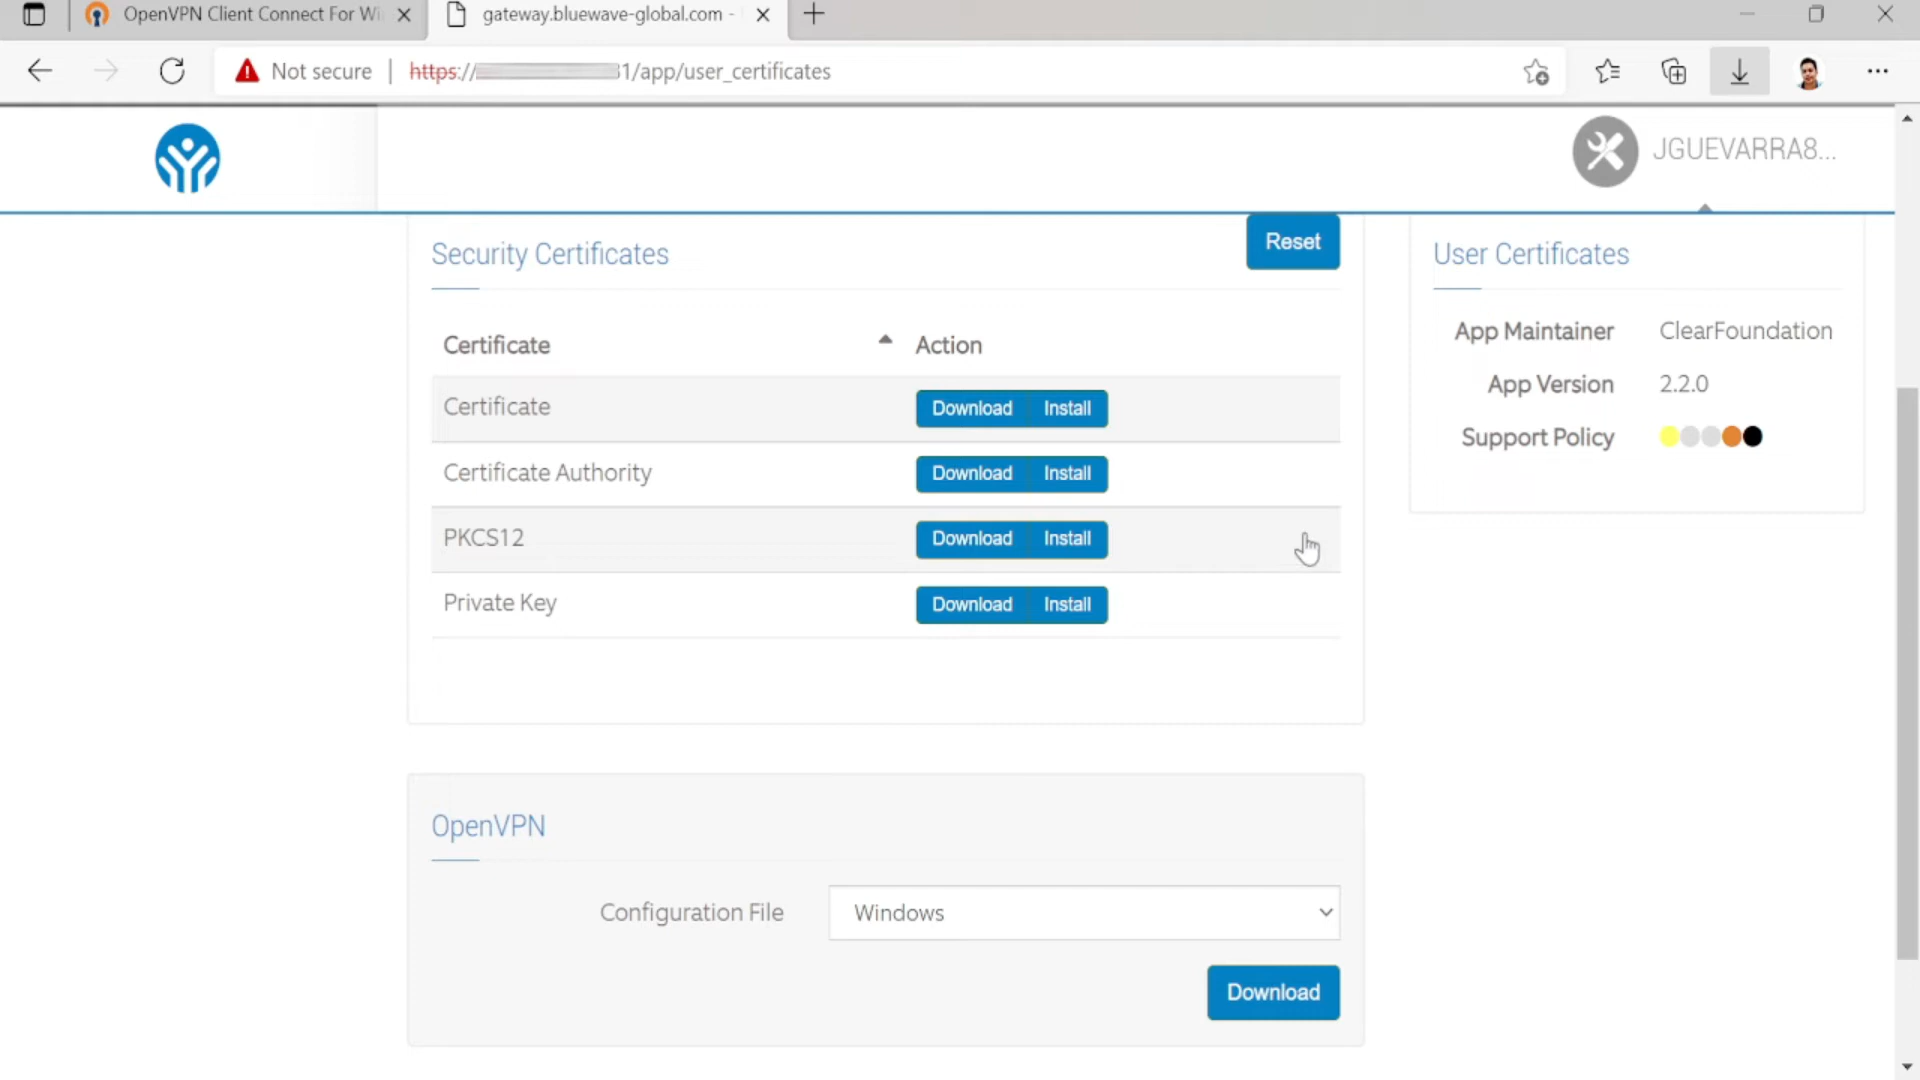 OpenVPN Client Connect For Wi
gateway.bluewave-global.com -
Not secure
https://
1/app/user_certificates
JGUEVARRA8...
Security Certificates
Reset
Certificate
Action
Certificate
Download
Install
Certificate Authority
Download
Install
PKCS12
Download
Install
Private Key
Download
Install
User Certificates
App Maintainer
ClearFoundation
App Version
2.2.0
Support Policy
OpenVPN
Configuration File
Windows
Download